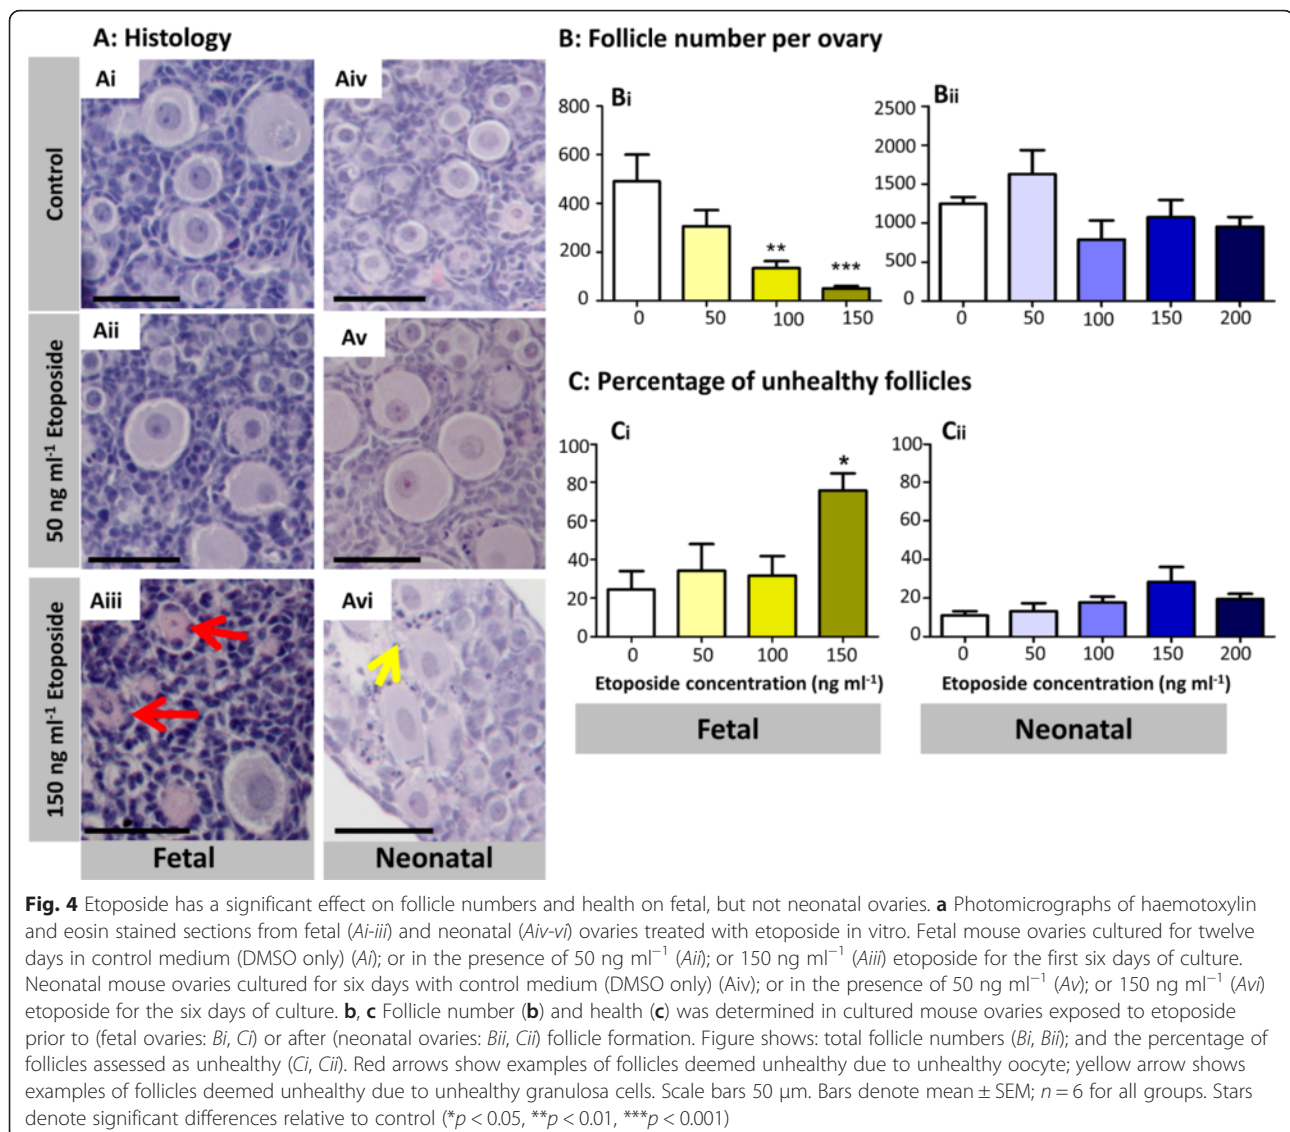 A: Histology
Control
50 ng ml⁻¹ Etoposide
150 ng ml⁻¹ Etoposide
Ai
Aiv
Aii
Av
Aiii
Avi
Fetal
Neonatal
B: Follicle number per ovary
Bi
800
600
400
200
0
**
***
0 50 100 150
Bii
2500
2000
1500
1000
500
0
0 50 100 150 200
C: Percentage of unhealthy follicles
Ci
100
80
60
40
20
0
*
0 50 100 150
Etoposide concentration (ng ml⁻¹)
Fetal
Cii
100
80
60
40
20
0
0 50 100 150 200
Etoposide concentration (ng ml⁻¹)
Neonatal
Fig. 4 Etoposide has a significant effect on follicle numbers and health on fetal, but not neonatal ovaries. a Photomicrographs of haemotoxylin
and eosin stained sections from fetal (Ai-iii) and neonatal (Aiv-vi) ovaries treated with etoposide in vitro. Fetal mouse ovaries cultured for twelve
days in control medium (DMSO only) (Ai); or in the presence of 50 ng ml⁻¹ (Aii); or 150 ng ml⁻¹ (Aiii) etoposide for the first six days of culture.
Neonatal mouse ovaries cultured for six days with control medium (DMSO only) (Aiv); or in the presence of 50 ng ml⁻¹ (Av); or 150 ng ml⁻¹ (Avi)
etoposide for the six days of culture. b, c Follicle number (b) and health (c) was determined in cultured mouse ovaries exposed to etoposide
prior to (fetal ovaries: Bi, Ci) or after (neonatal ovaries: Bii, Cii) follicle formation. Figure shows: total follicle numbers (Bi, Bii); and the percentage of
follicles assessed as unhealthy (Ci, Cii). Red arrows show examples of follicles deemed unhealthy due to unhealthy oocyte; yellow arrow shows
examples of follicles deemed unhealthy due to unhealthy granulosa cells. Scale bars 50 μm. Bars denote mean ± SEM; n = 6 for all groups. Stars
denote significant differences relative to control (*p < 0.05, **p < 0.01, ***p < 0.001)